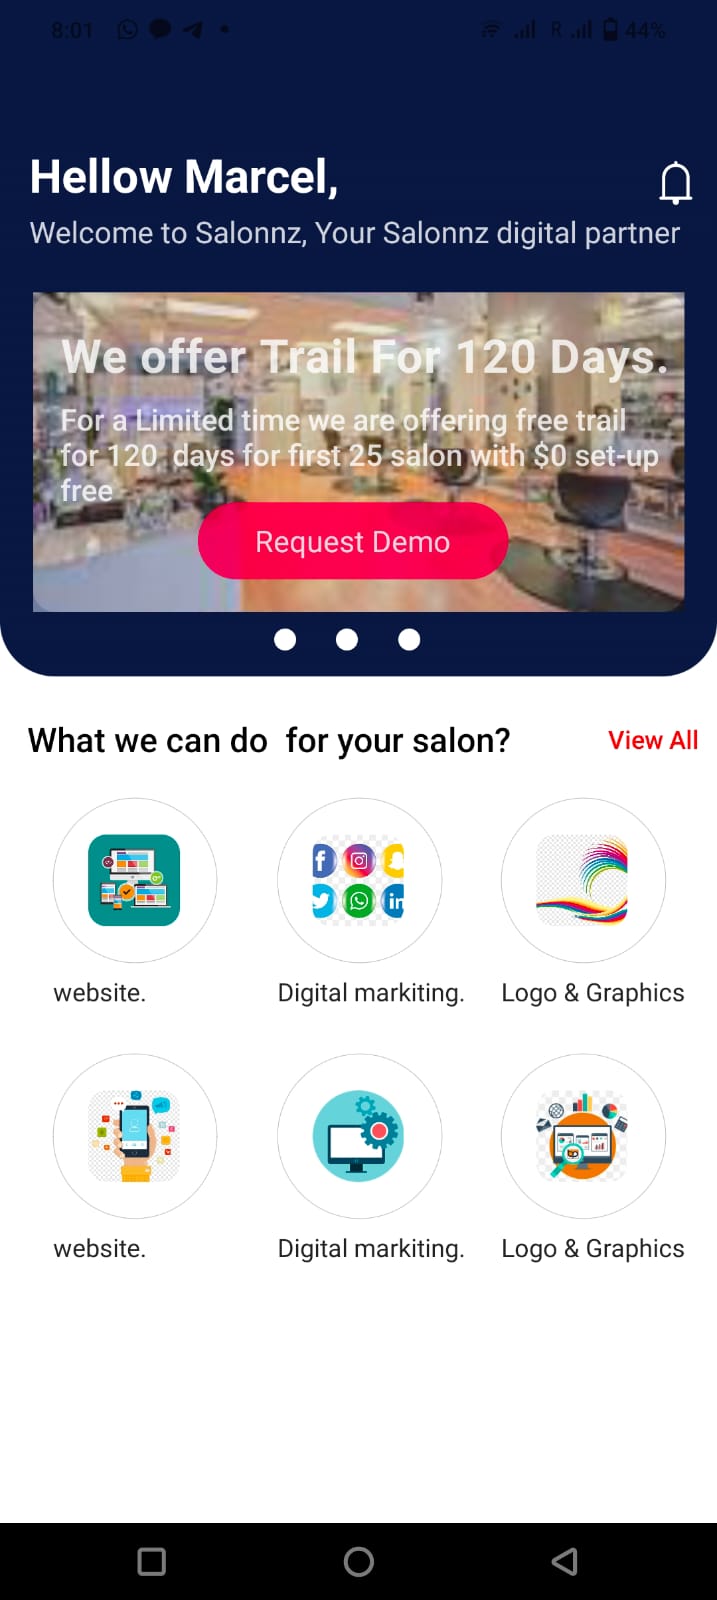 8:01
R
44%
Hellow Marcel,
Welcome to Salonnz, Your Salonnz digital partner
We offer Trail For 120 Days.
For a Limited time we are offering free trail
for 120  days for first 25 salon with $0 set-up
free
Request Demo
What we can do  for your salon?
View All
website.
Digital markiting.
Logo & Graphics
website.
Digital markiting.
Logo & Graphics